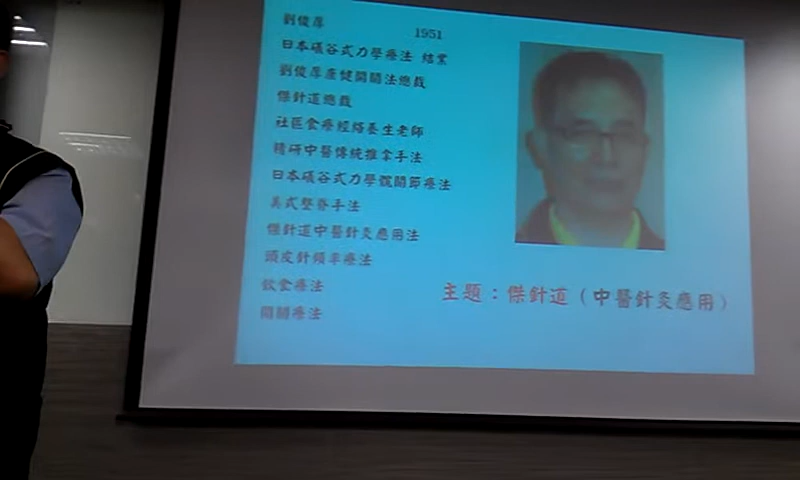 劉俊彥
1951
日本礒谷式力學療法 結業
劉俊彥產健開關法總裁
傑針道總裁
社區食療經絡養生老師
精研中醫傳統推拿手法
日本礒谷式力學髖關節療法
美式整脊手法
傑針道中醫針灸應用法
頭皮針頻率療法
飲食療法
開關療法
主題：傑針道（中醫針灸應用）